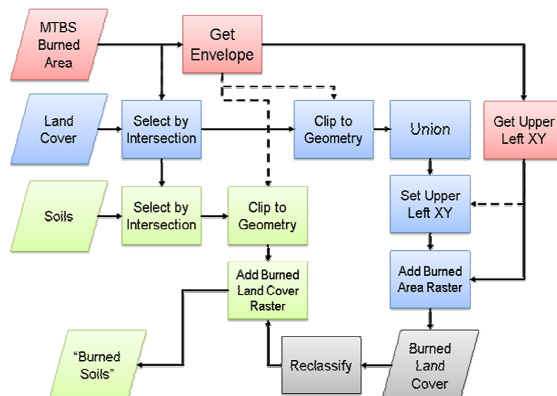 MTBS
Burned
Area
Get
Envelope
Land
Cover
Select by
Intersection
Clip to
Geometry
Union
Get Upper
Left XY
Soils
Select by
Intersection
Clip to
Geometry
Set Upper
Left XY
Add Burned
Land Cover
Raster
Add Burned
Area Raster
"Burned
Soils"
Reclassify
Burned
Land
Cover